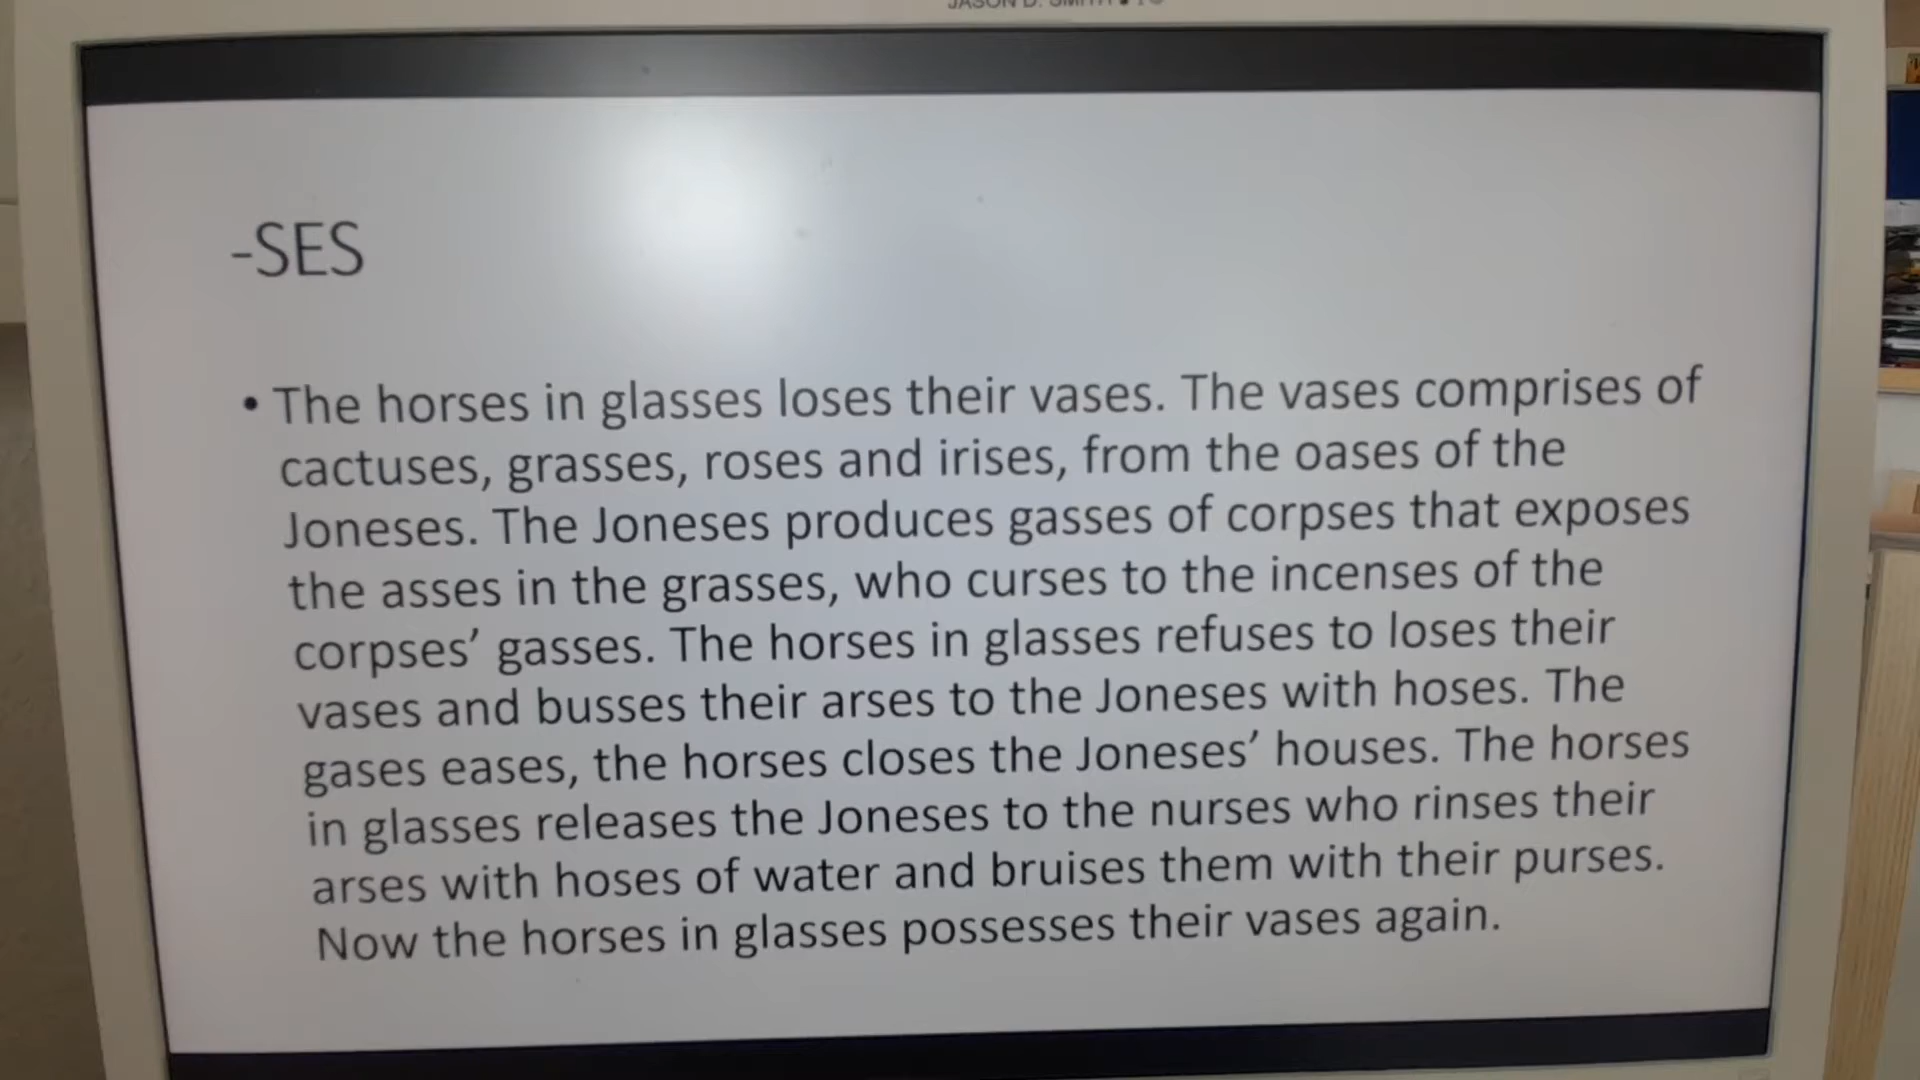 -SES
• The horses in glasses loses their vases. The vases comprises of
cactuses, grasses, roses and irises, from the oases of the
Joneses. The Joneses produces gasses of corpses that exposes
the asses in the grasses, who curses to the incenses of the
corpses’ gasses. The horses in glasses refuses to loses their
vases and busses their arses to the Joneses with hoses. The
gases eases, the horses closes the Joneses’ houses. The horses
in glasses releases the Joneses to the nurses who rinses their
arses with hoses of water and bruises them with their purses.
Now the horses in glasses possesses their vases again.